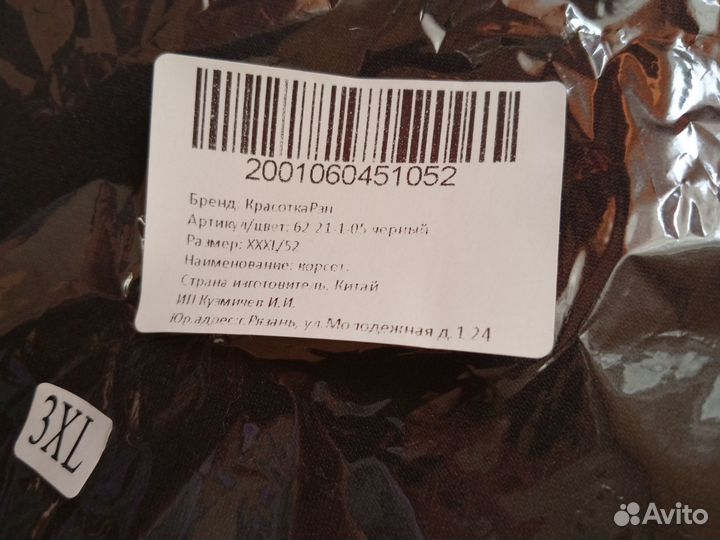 2001060451052
Бренд: КрасоткаРэн
Артикул/цвет: 62-21-1-05 черный
Размер: XXXL/52
Наименование: корсет.
Страна изготовитель: Китай
ИП Кузмичев И.И.
Юр.адрес: Рязань, ул.Молодежная д.1 24
3XL
Avito